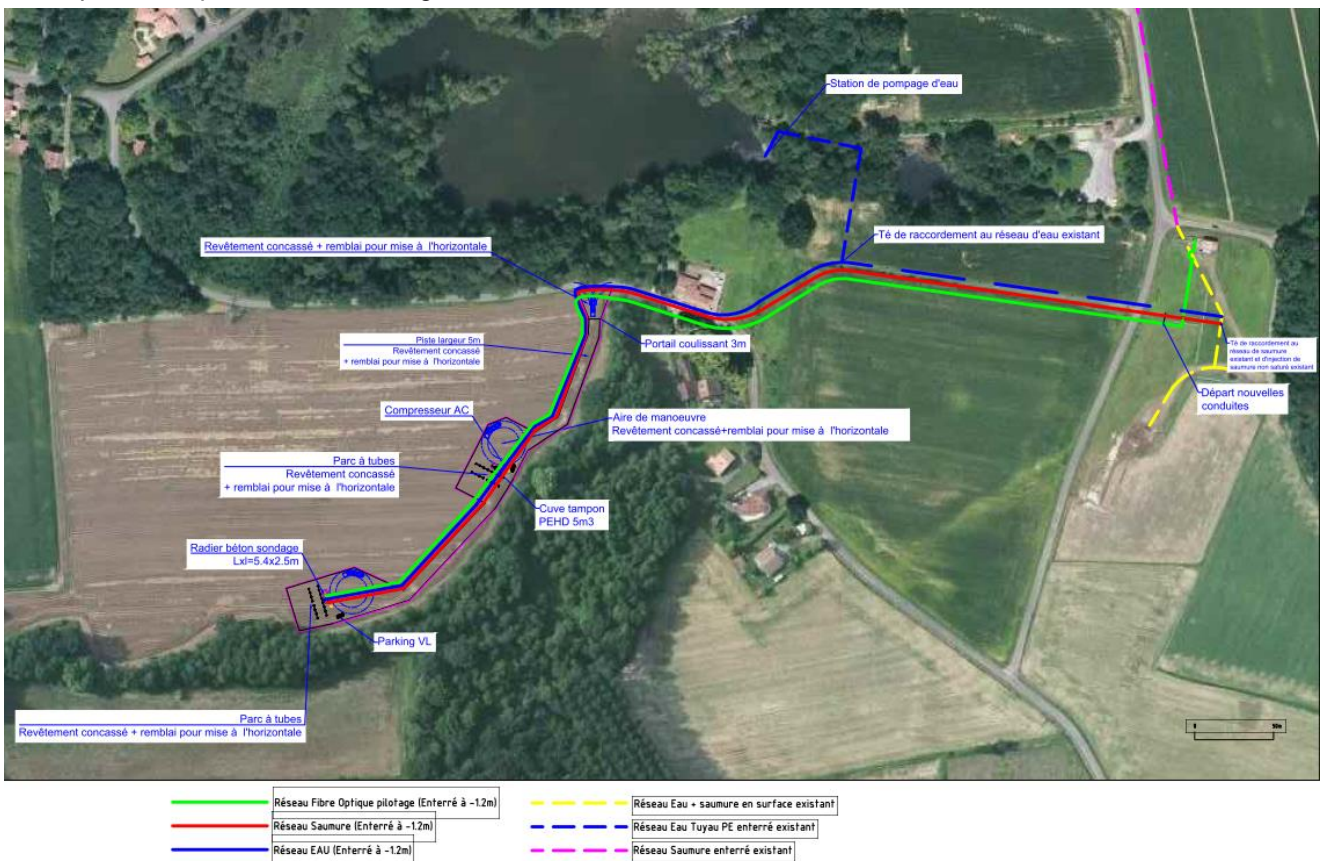 Station de pompage d'eau
Té de raccordement au réseau d'eau existant
Revêtement concassé + remblai pour mise à l'horizontale
Portail coulissant 3m
Té de raccordement au
réseau de saumure
existant et d'injection de
saumure non saturé existant
Départ nouvelles
conduites
Piste largeur 5m
Revêtement concassé
+ remblai pour mise à l'horizontale
Compresseur AC
Aire de manoeuvre
Revêtement concassé+remblai pour mise à l'horizontale
Parc à tubes
Revêtement concassé
+ remblai pour mise à l'horizontale
Cuve tampon
PEHD 5m3
Radier béton sondage
Lxl=5.4x2.5m
Parking VL
Parc à tubes
Revêtement concassé + remblai pour mise à l'horizontale
Réseau Fibre Optique pilotage (Enterré à -1.2m)
Réseau Saumure (Enterré à -1.2m)
Réseau EAU (Enterré à -1.2m)
Réseau Eau + saumure en surface existant
Réseau Eau Tuyau PE enterré existant
Réseau Saumure enterré existant